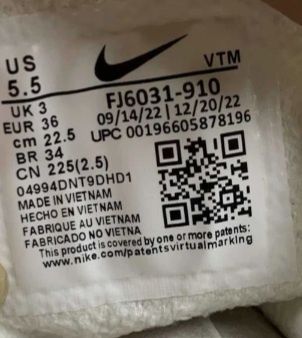 US VTM
5.5
UK 3 FJ6031-910
EUR 36 09/14/22 | 12/20/22
cm 22.5 UPC 00196605878196
BR 34
CN 225(2.5)
04994DNT9DHD1
MADE IN VIETNAM
HECHO EN VIETNAM
FABRIQUE AU VIETNAM
FABRICADO NO VIETNA
This product is covered by one or more patents:
www.nike.com/patentsvirtualmarking